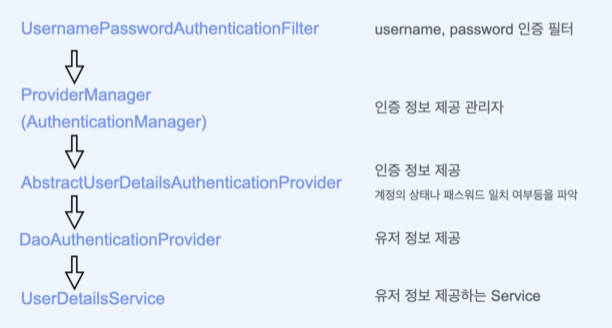 UsernamePasswordAuthenticationFilter
username, password 인증 필터
ProviderManager
(AuthenticationManager)
인증 정보 제공 관리자
AbstractUserDetailsAuthenticationProvider
인증 정보 제공
계정의 상태나 패스워드 일치 여부등을 파악
DaoAuthenticationProvider
유저 정보 제공
UserDetailsService
유저 정보 제공하는 Service